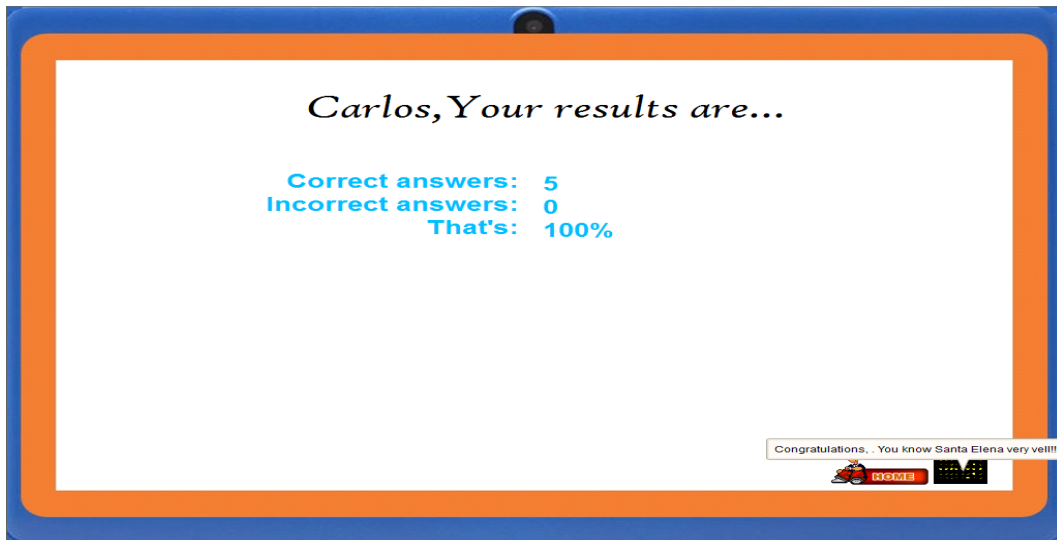 Carlos,Your results are...
Correct answers: 5
Incorrect answers: 0
That's: 100%
Congratulations, . You know Santa Elena very vell!!
HOME